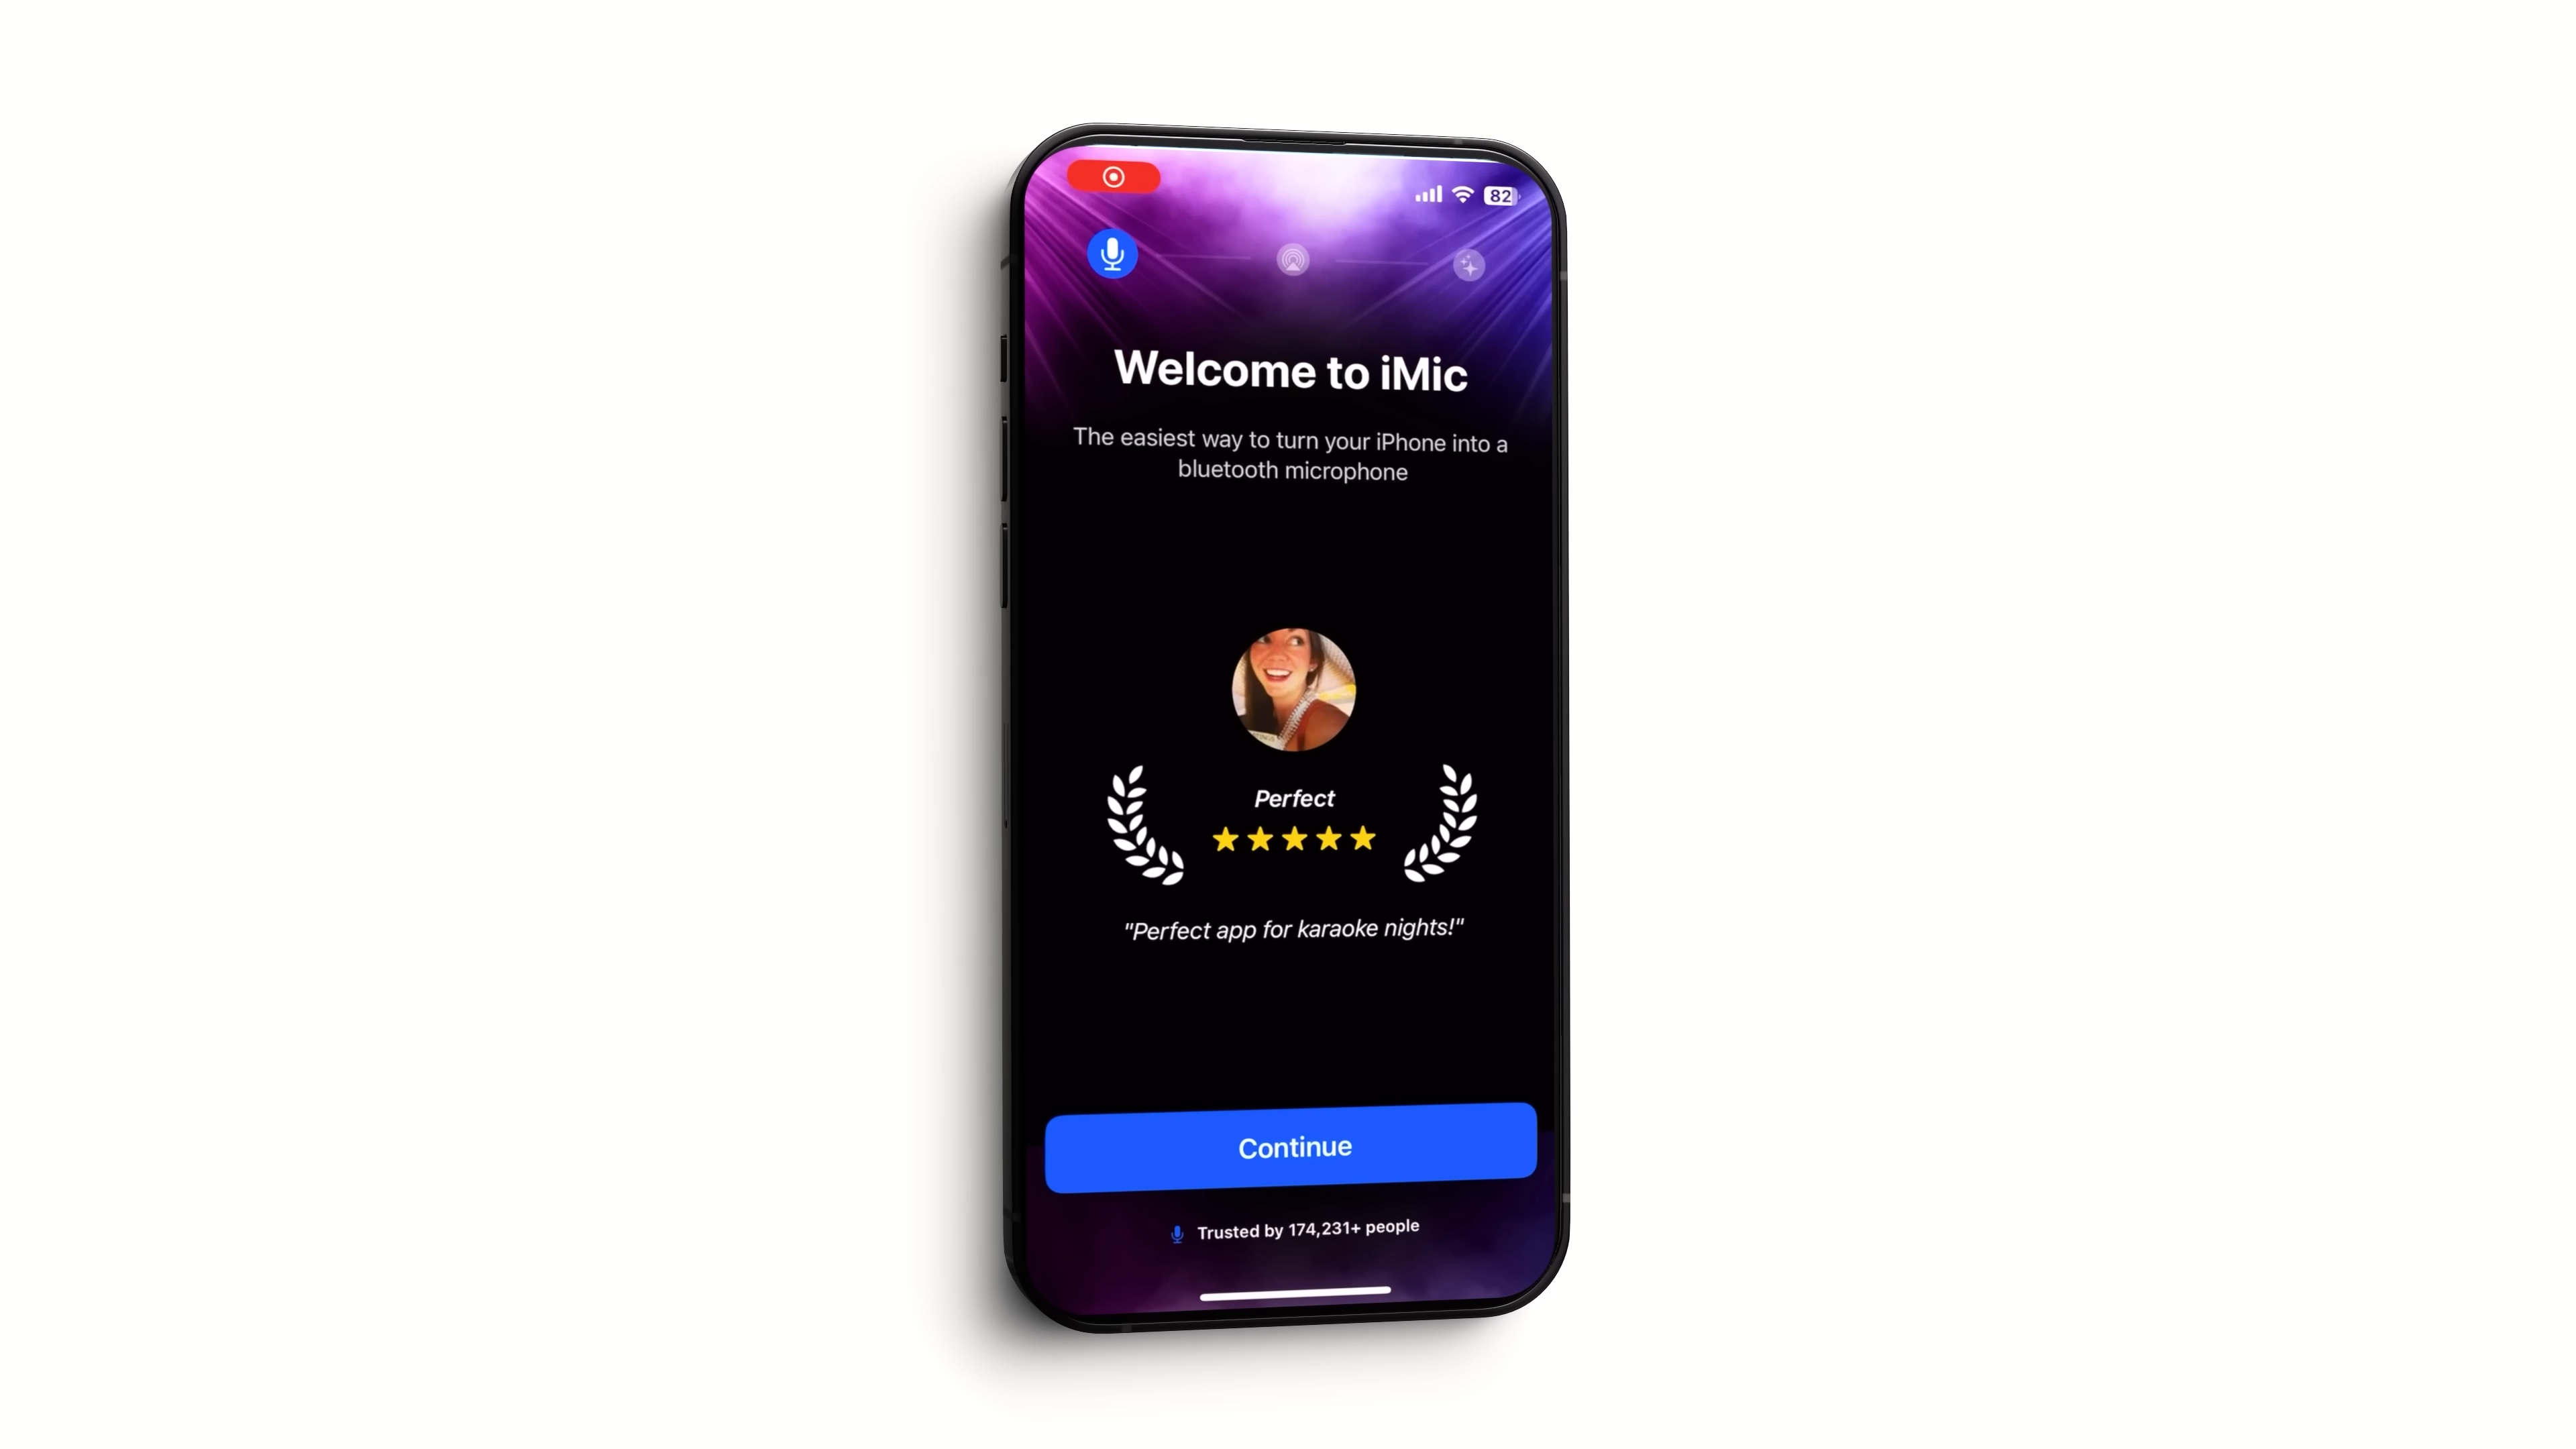 82
Welcome to iMic
The easiest way to turn your iPhone into a
bluetooth microphone
Perfect
"Perfect app for karaoke nights!"
Continue
Trusted by 174,231+ people